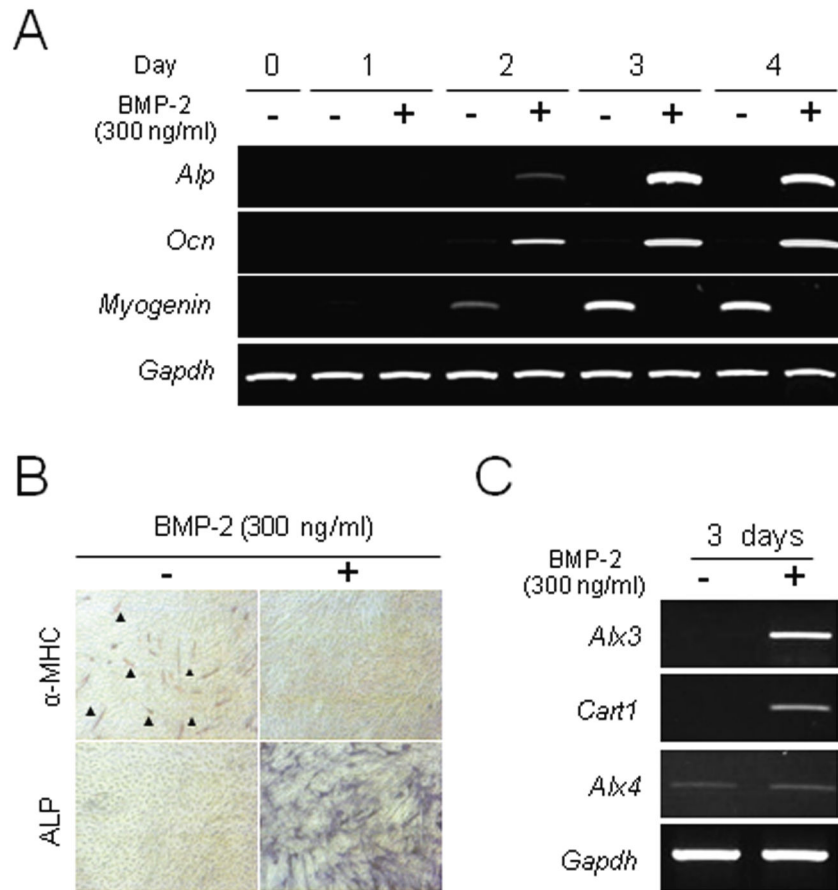 A
Day 0 1 2 3 4
BMP-2 - - + - + - + - +
(300 ng/ml)
Alp
Ocn
Myogenin
Gapdh
B
BMP-2 (300 ng/ml)
- +
α-MHC
ALP
C
3 days
BMP-2 - +
(300 ng/ml)
Alx3
Cart1
Alx4
Gapdh